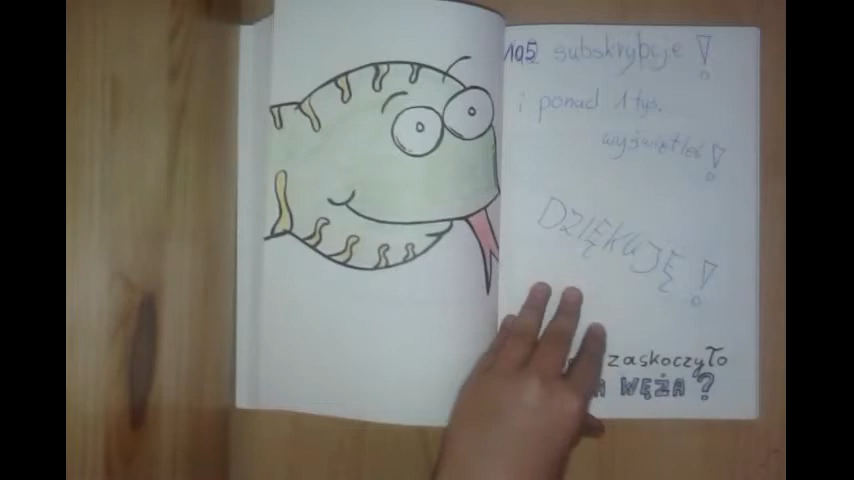 105 subskrybcje!
i ponad 1 tys.
wyświetleń!
DZIĘKUJĘ!
zaskoczyło
WĘŻA?